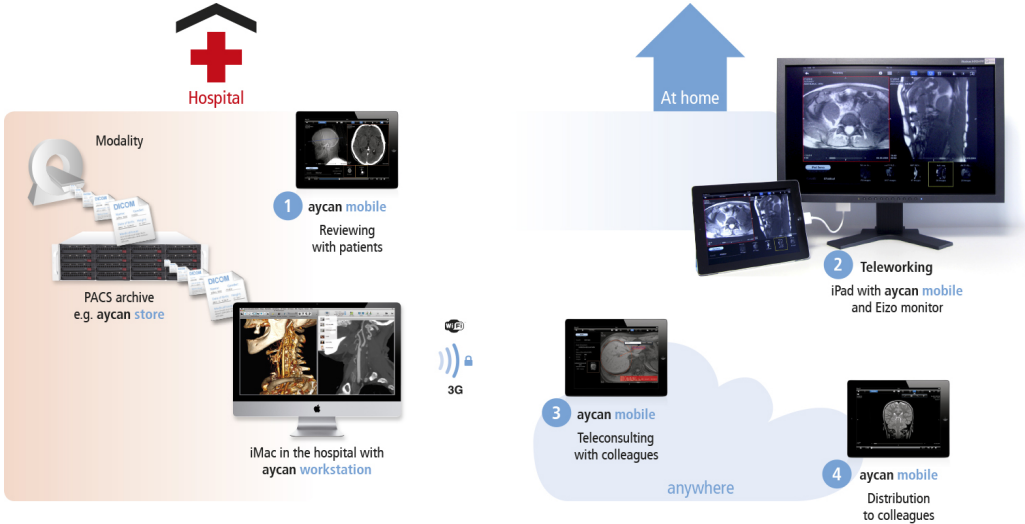 Hospital
At home
Modality
DICOM
1 aycan mobile
Reviewing
with patients
DICOM
PACS archive
e.g. aycan store
2 Teleworking
iPad with aycan mobile
and Eizo monitor
Wi Fi
3G
iMac in the hospital with
aycan workstation
3 aycan mobile
Teleconsulting
with colleagues
anywhere
4 aycan mobile
Distribution
to colleagues